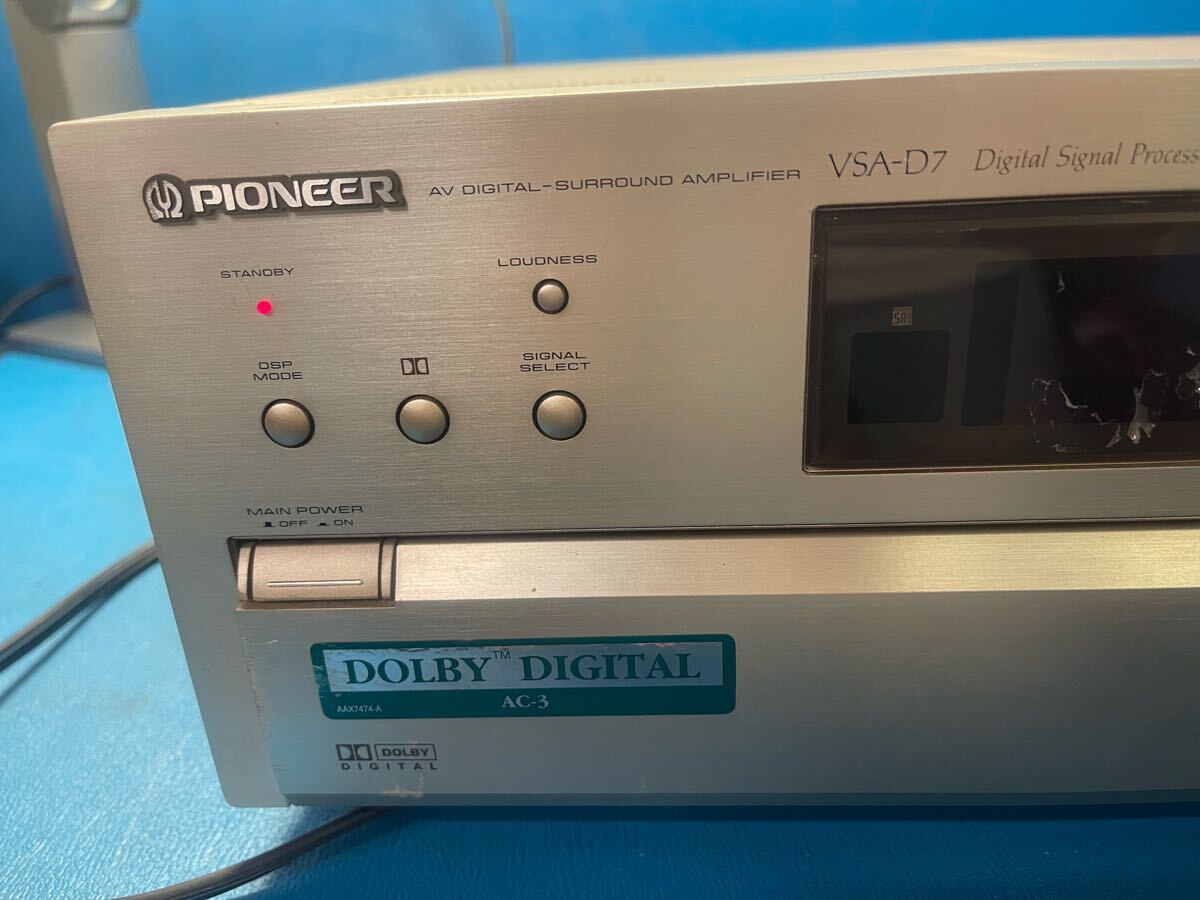 PIONEER
AV DIGITAL-SURROUND AMPLIFIER
VSA-D7 Digital Signal Process
STANDBY
LOUDNESS
DSP
MODE
SIGNAL
SELECT
SR
MAIN POWER
OFF ON
DOLBY™ DIGITAL
AC-3
AAX7474-A
DOLBY
DIGITAL